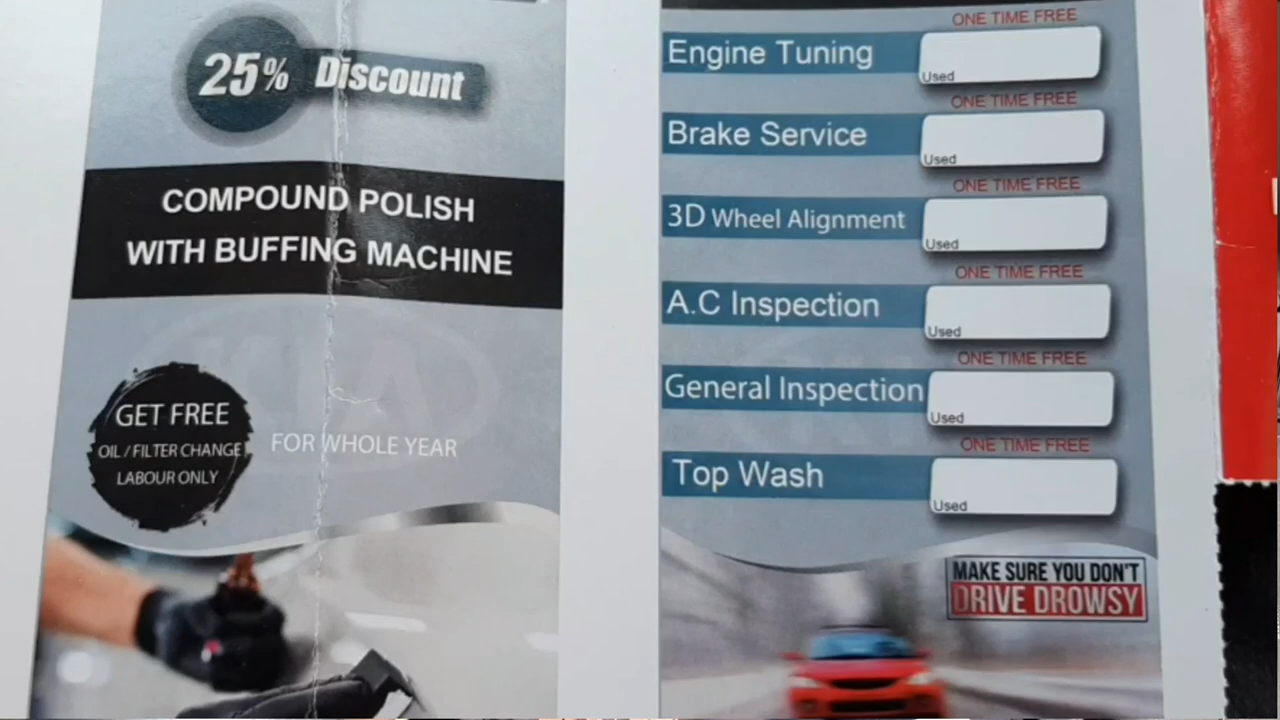 25% Discount
COMPOUND POLISH
WITH BUFFING MACHINE
KIA
GET FREE
OIL / FILTER CHANGE
LABOUR ONLY
FOR WHOLE YEAR
ONE TIME FREE
Engine Tuning
Used
ONE TIME FREE
Brake Service
Used
ONE TIME FREE
3D Wheel Alignment
Used
ONE TIME FREE
A.C Inspection
Used
ONE TIME FREE
General Inspection
Used
ONE TIME FREE
Top Wash
Used
MAKE SURE YOU DON'T
DRIVE DROWSY